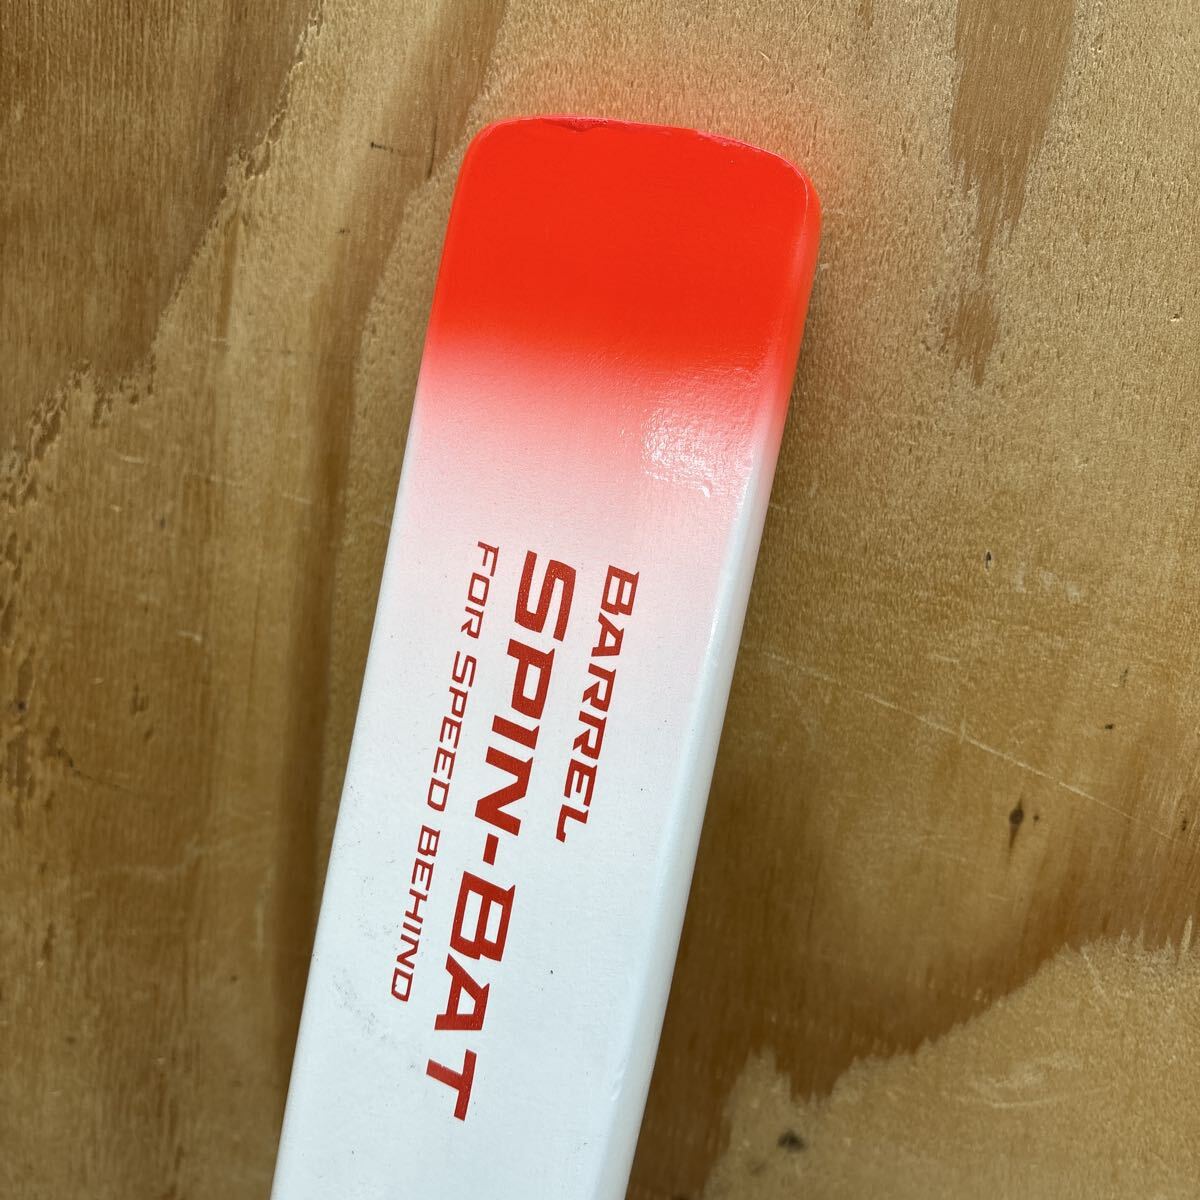 BARREL
SPIN-BAT
FOR SPEED BEHIND